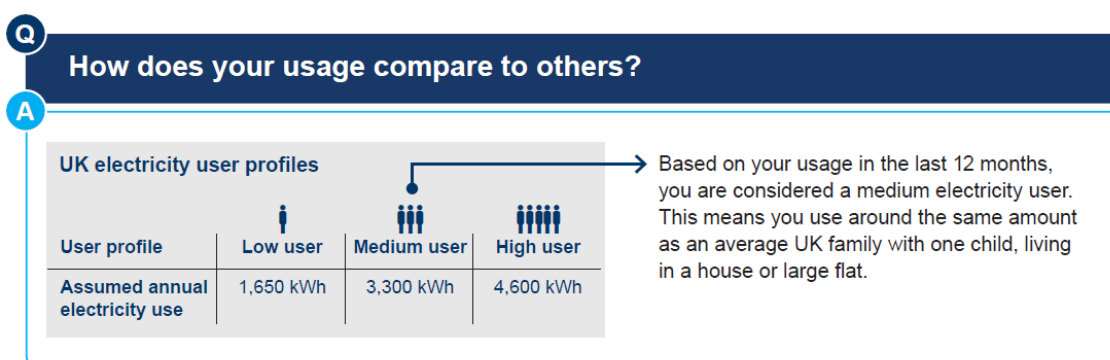 Q
How does your usage compare to others?
A
UK electricity user profiles
User profile Low user Medium user High user
Assumed annual electricity use 1,650 kWh 3,300 kWh 4,600 kWh
Based on your usage in the last 12 months,
you are considered a medium electricity user.
This means you use around the same amount
as an average UK family with one child, living
in a house or large flat.